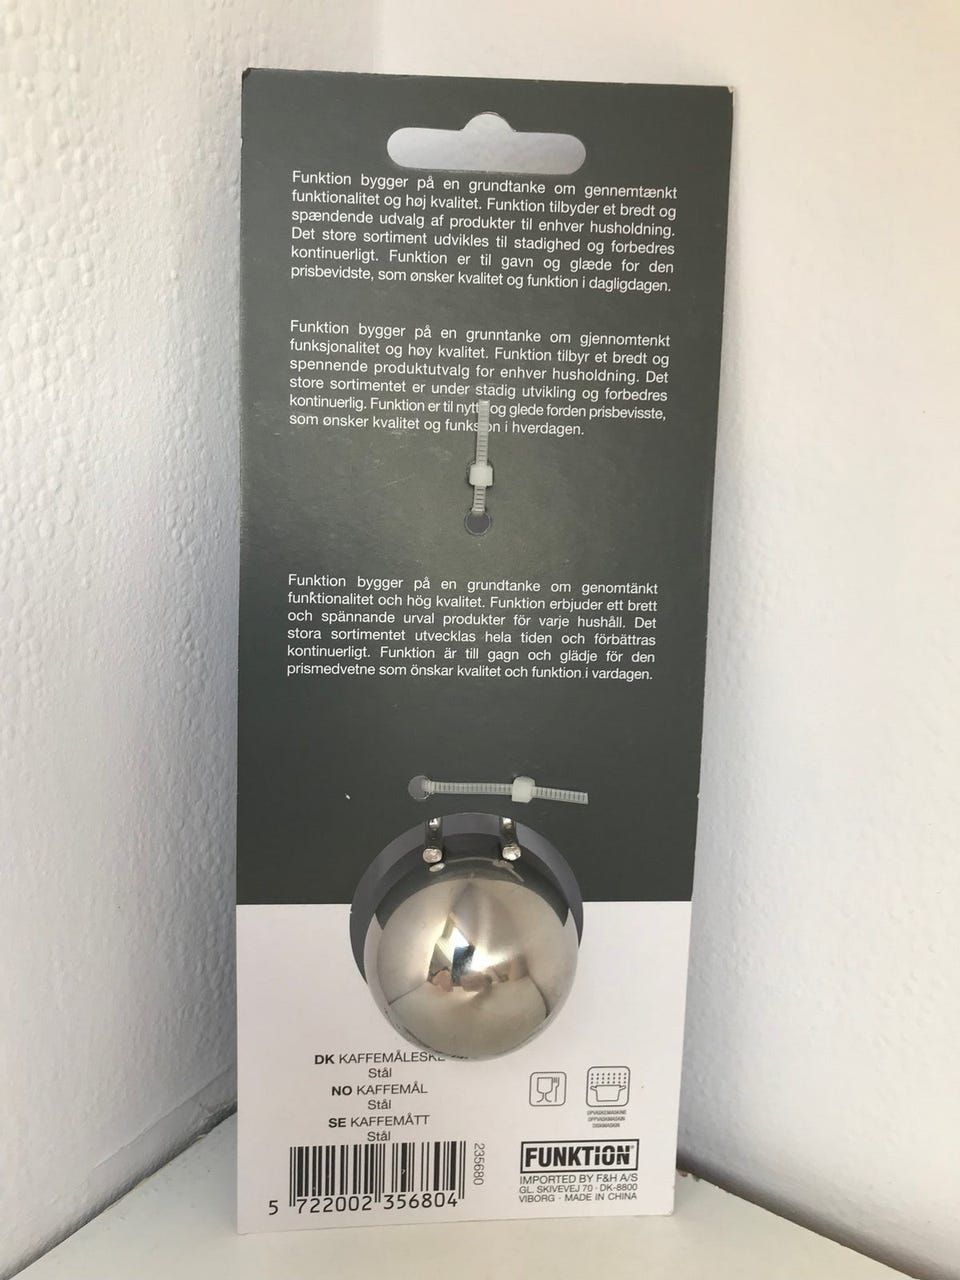 Funktion bygger på en grundtanke om gennemtænkt
funktionalitet og høj kvalitet. Funktion tilbyder et bredt og
spændende udvalg af produkter til enhver husholdning.
Det store sortiment udvikles til stadighed og forbedres
kontinuerligt. Funktion er til gavn og glæde for den
prisbevidste, som ønsker kvalitet og funktion i dagligdagen.
Funktion bygger på en grunntanke om gjennomtenkt
funksjonalitet og høy kvalitet. Funktion tilbyr et bredt og
spennende produktutvalg for enhver husholdning. Det
store sortimentet er under stadig utvikling og forbedres
kontinuerlig. Funktion er til nytt og glede forden prisbevisste,
som ønsker kvalitet og funksjon i hverdagen.
Funktion bygger på en grundtanke om genomtänkt
funktionalitet och hög kvalitet. Funktion erbjuder ett brett
och spännande urval produkter för varje hushåll. Det
stora sortimentet utvecklas hela tiden och förbättras
kontinuerligt. Funktion är till gagn och glädje för den
prismedvetne som önskar kvalitet och funktion i vardagen.
DK KAFFEMÅLESKE
Stål
NO KAFFEMÅL
Stål
SE KAFFEMÅTT
Stål
OPVASKEMASKINE
OPPVASKMASKIN
DISKMASKIN
235680
5 722002 356804
FUNKTION
IMPORTED BY F&H A/S
GL. SKIVEVEJ 70 · DK-8800
VIBORG · MADE IN CHINA